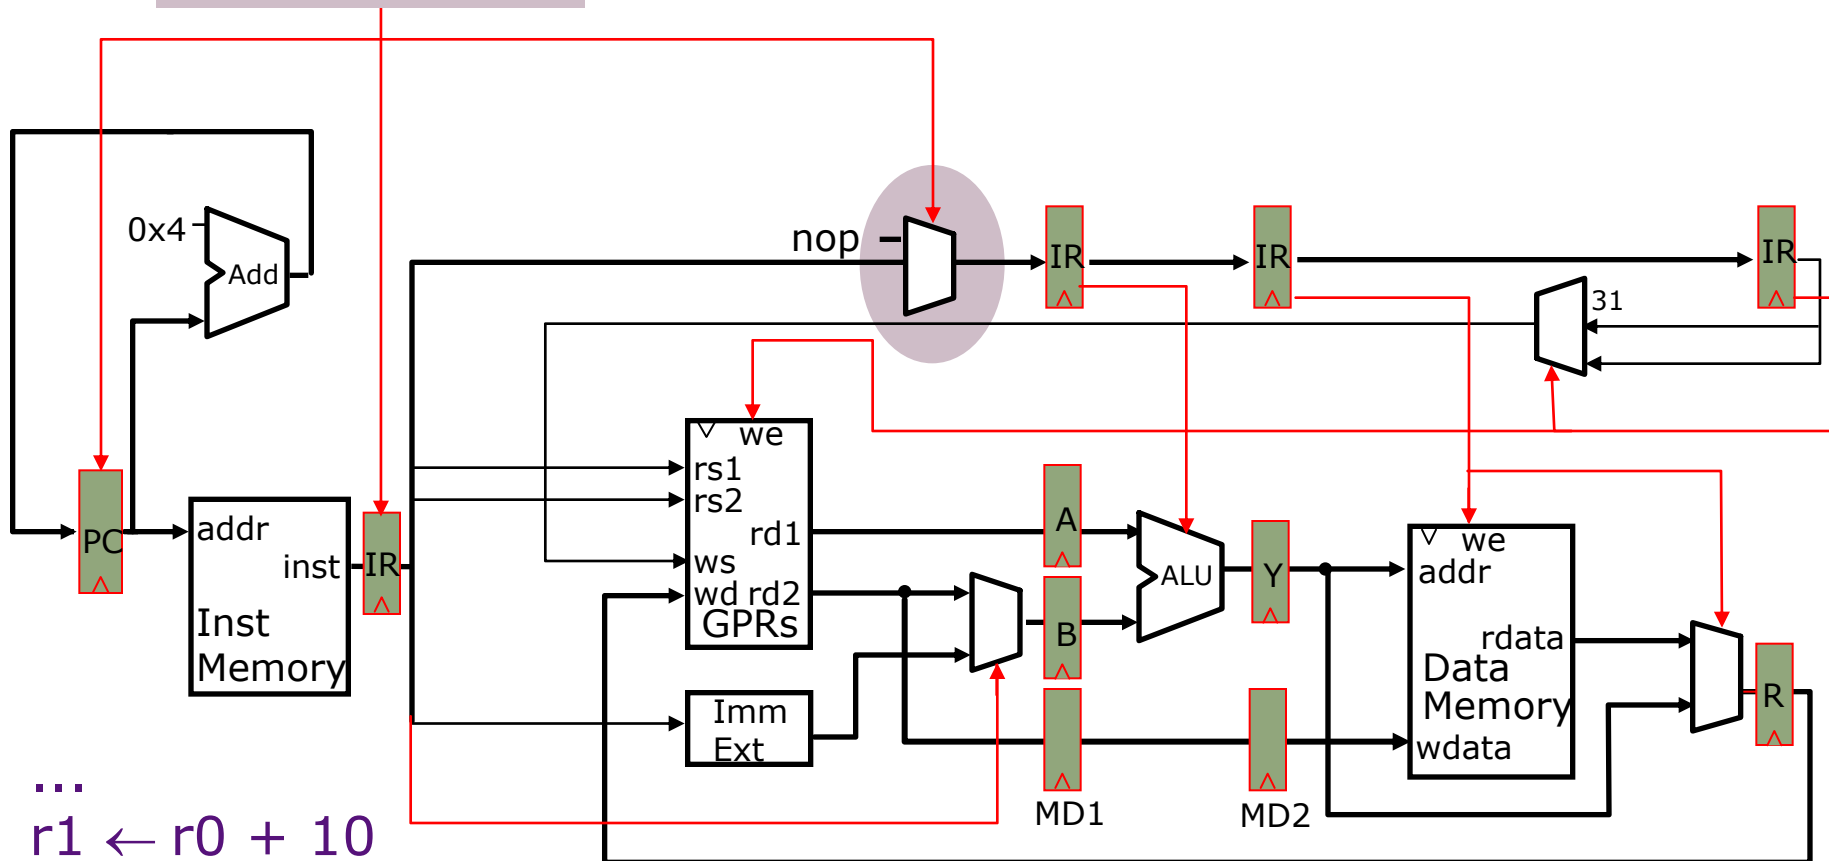 0x4
Add
nop
IR
IR
IR
31
we
rs1
rs2
rd1
ws
wd rd2
GPRs
A
B
ALU
Y
PC
addr
inst
Inst
Memory
IR
we
addr
rdata
Data
Memory
wdata
R
Imm
Ext
MD1
MD2
...
r1 ← r0 + 10